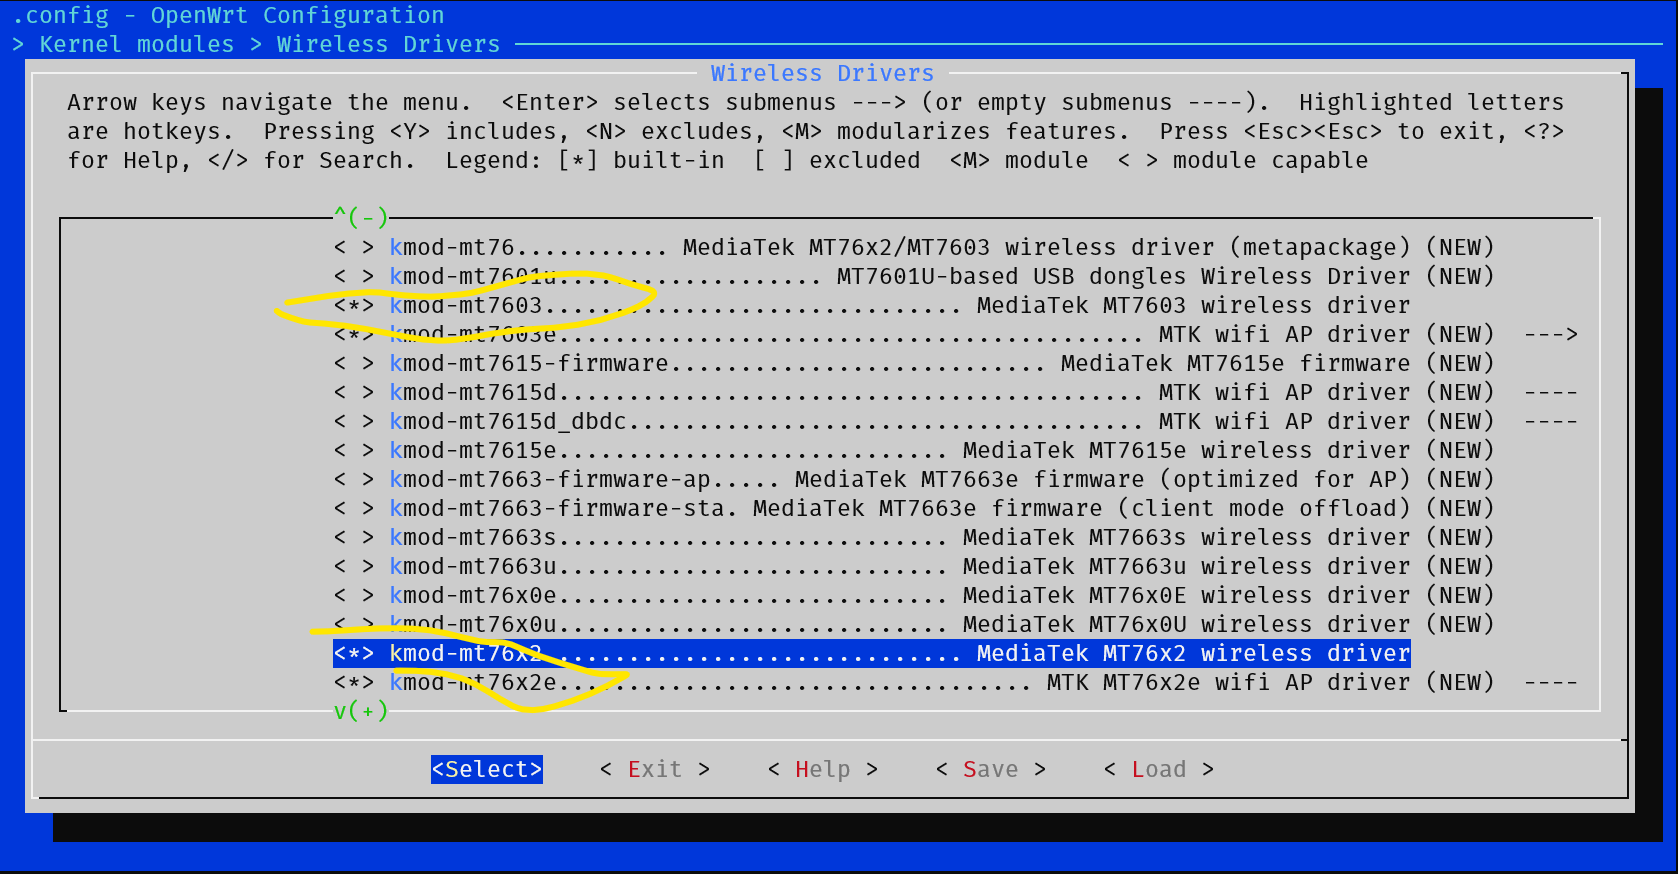 .config - OpenWrt Configuration
> Kernel modules > Wireless Drivers
Wireless Drivers
Arrow keys navigate the menu.  <Enter> selects submenus ---> (or empty submenus ----).  Highlighted letters
are hotkeys.  Pressing <Y> includes, <N> excludes, <M> modularizes features.  Press <Esc><Esc> to exit, <?>
for Help, </> for Search.  Legend: [*] built-in  [ ] excluded  <M> module  < > module capable
^(-)
< > kmod-mt76........... MediaTek MT76x2/MT7603 wireless driver (metapackage) (NEW)
< > kmod-mt7601u................... MT7601U-based USB dongles Wireless Driver (NEW)
<*> kmod-mt7603.............................. MediaTek MT7603 wireless driver
<*> kmod-mt7603e.......................................... MTK wifi AP driver (NEW)  --->
< > kmod-mt7615-firmware........................... MediaTek MT7615e firmware (NEW)
< > kmod-mt7615d.......................................... MTK wifi AP driver (NEW)  ----
< > kmod-mt7615d_dbdc..................................... MTK wifi AP driver (NEW)  ----
< > kmod-mt7615e............................ MediaTek MT7615e wireless driver (NEW)
< > kmod-mt7663-firmware-ap..... MediaTek MT7663e firmware (optimized for AP) (NEW)
< > kmod-mt7663-firmware-sta. MediaTek MT7663e firmware (client mode offload) (NEW)
< > kmod-mt7663s............................ MediaTek MT7663s wireless driver (NEW)
< > kmod-mt7663u............................ MediaTek MT7663u wireless driver (NEW)
< > kmod-mt76x0e............................ MediaTek MT76x0E wireless driver (NEW)
< > kmod-mt76x0u............................ MediaTek MT76x0U wireless driver (NEW)
<*> kmod-mt76x2.............................. MediaTek MT76x2 wireless driver
<*> kmod-mt76x2e.................................. MTK MT76x2e wifi AP driver (NEW)  ----
v(+)
<Select>    < Exit >    < Help >    < Save >    < Load >